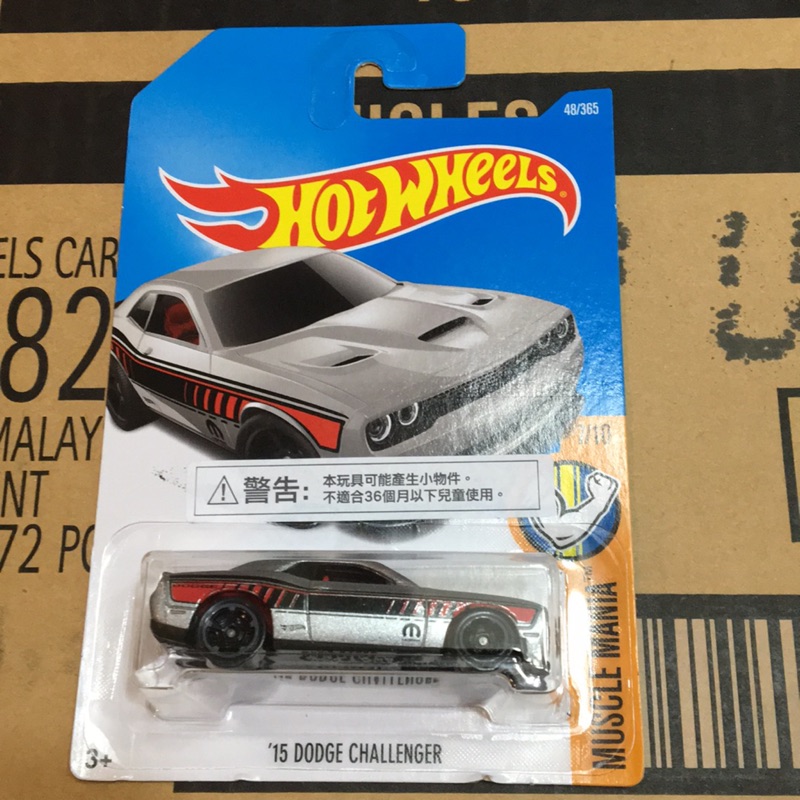 48/365
HOT WHEELS
ELS CAR
82
MALAY
NT
72 PC
/10
警告:
本玩具可能產生小物件。
不適合36個月以下兒童使用。
MUSCLE MANIA™
'15 DODGE CHALLENGER
3+